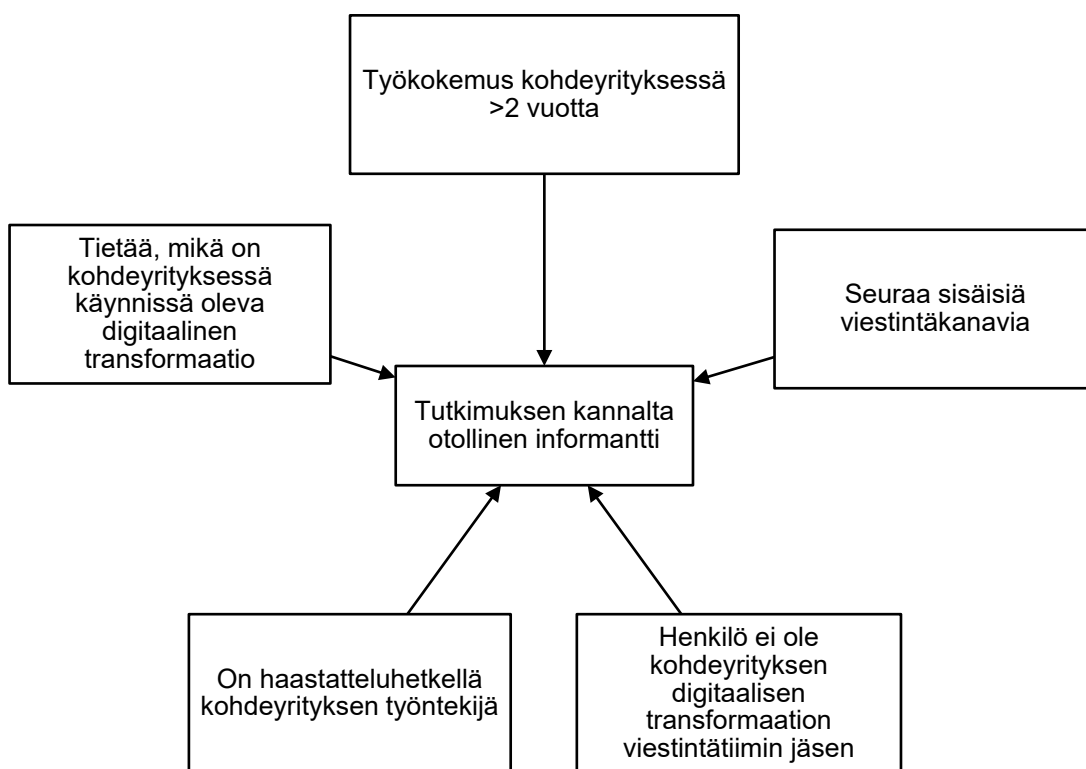 Työkokemus kohdeyrityksessä
>2 vuotta
Tietää, mikä on
kohdeyrityksessä
käynnissä oleva
digitaalinen
transformaatio
Seuraa sisäisiä
viestintäkanavia
Tutkimuksen kannalta
otollinen informantti
On haastatteluhetkellä
kohdeyrityksen työntekijä
Henkilö ei ole
kohdeyrityksen
digitaalisen
transformaation
viestintätiimin jäsen